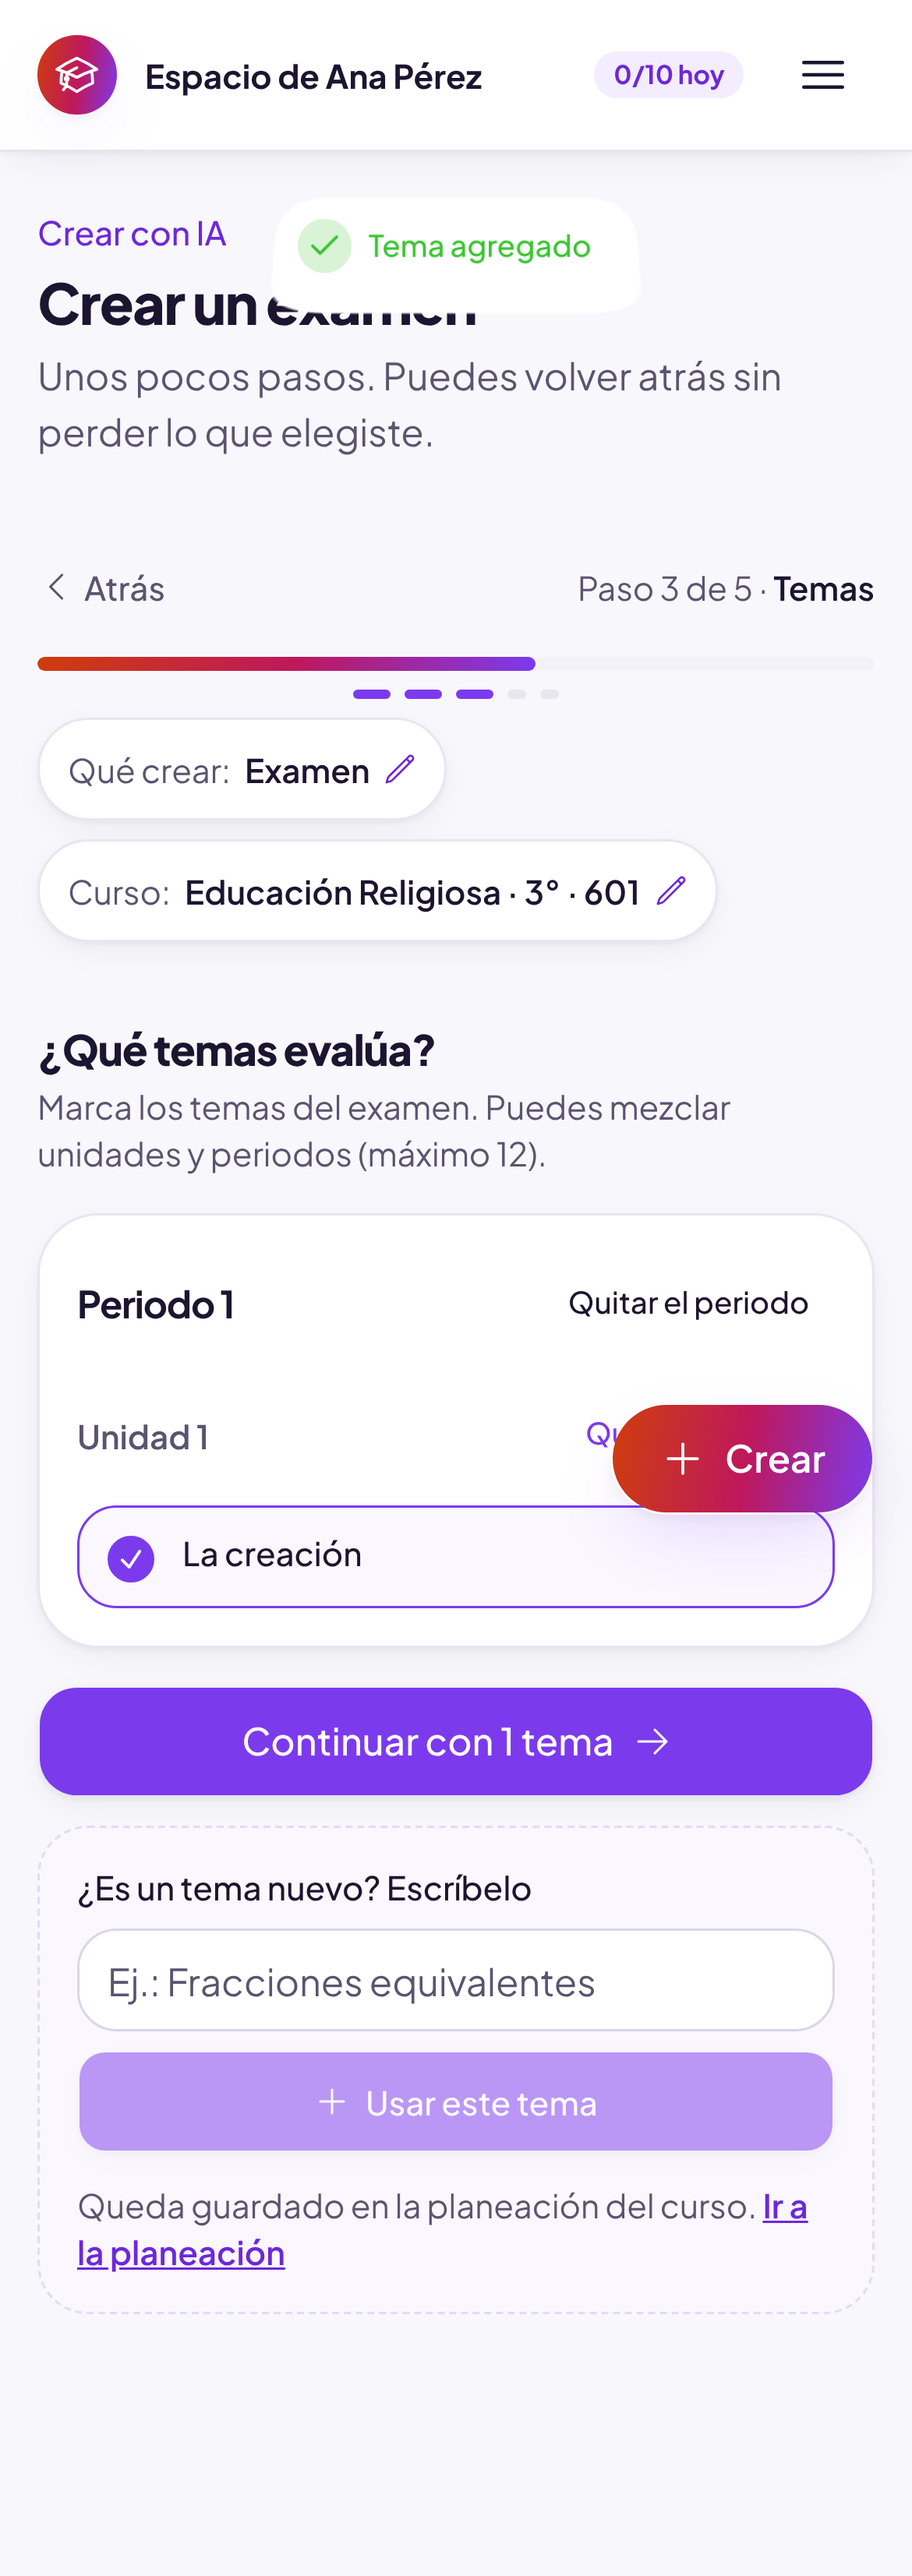 Espacio de Ana Pérez
0/10 hoy
Crear con IA
Tema agregado
Crear un examen
Unos pocos pasos. Puedes volver atrás sin
perder lo que elegiste.
Atrás
Paso 3 de 5 · Temas
Qué crear: Examen
Curso: Educación Religiosa · 3° · 601
¿Qué temas evalúa?
Marca los temas del examen. Puedes mezclar
unidades y periodos (máximo 12).
Periodo 1
Quitar el periodo
Unidad 1
Crear
La creación
Continuar con 1 tema
¿Es un tema nuevo? Escríbelo
Ej.: Fracciones equivalentes
Usar este tema
Queda guardado en la planeación del curso. Ir a
la planeación